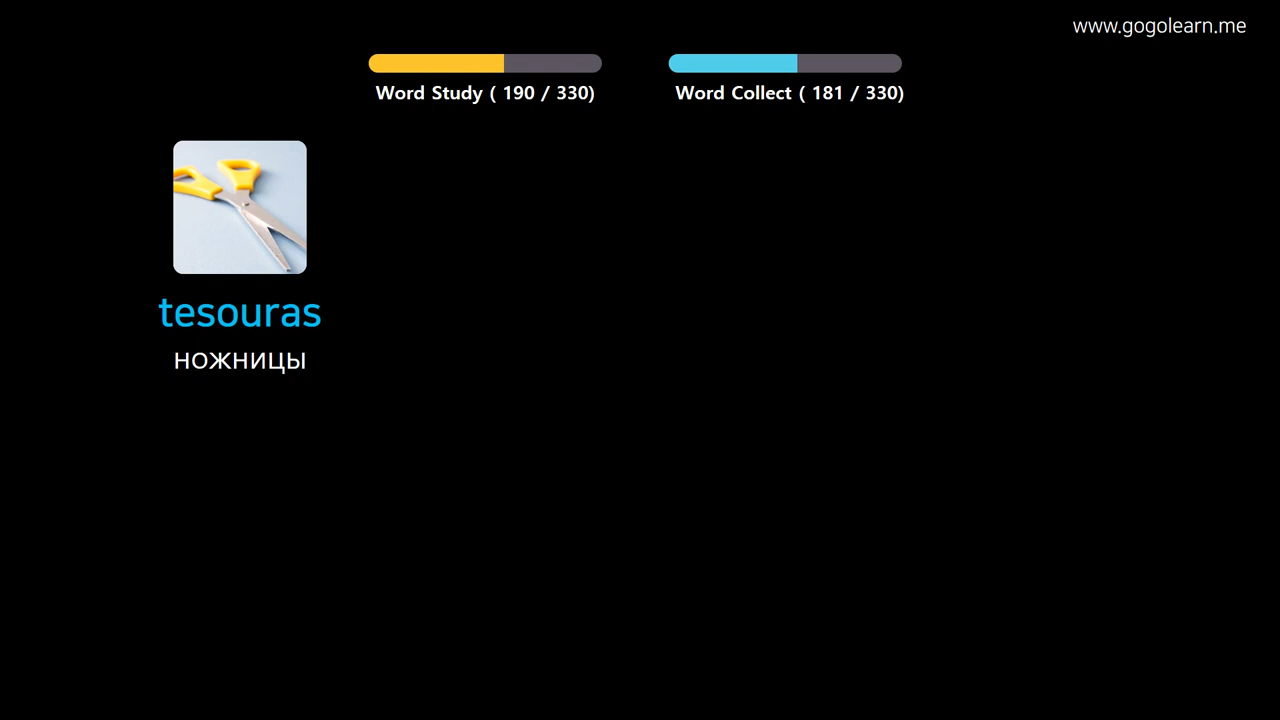 www.gogolearn.me
Word Study ( 190 / 330)
Word Collect ( 181 / 330)
tesouras
ножницы